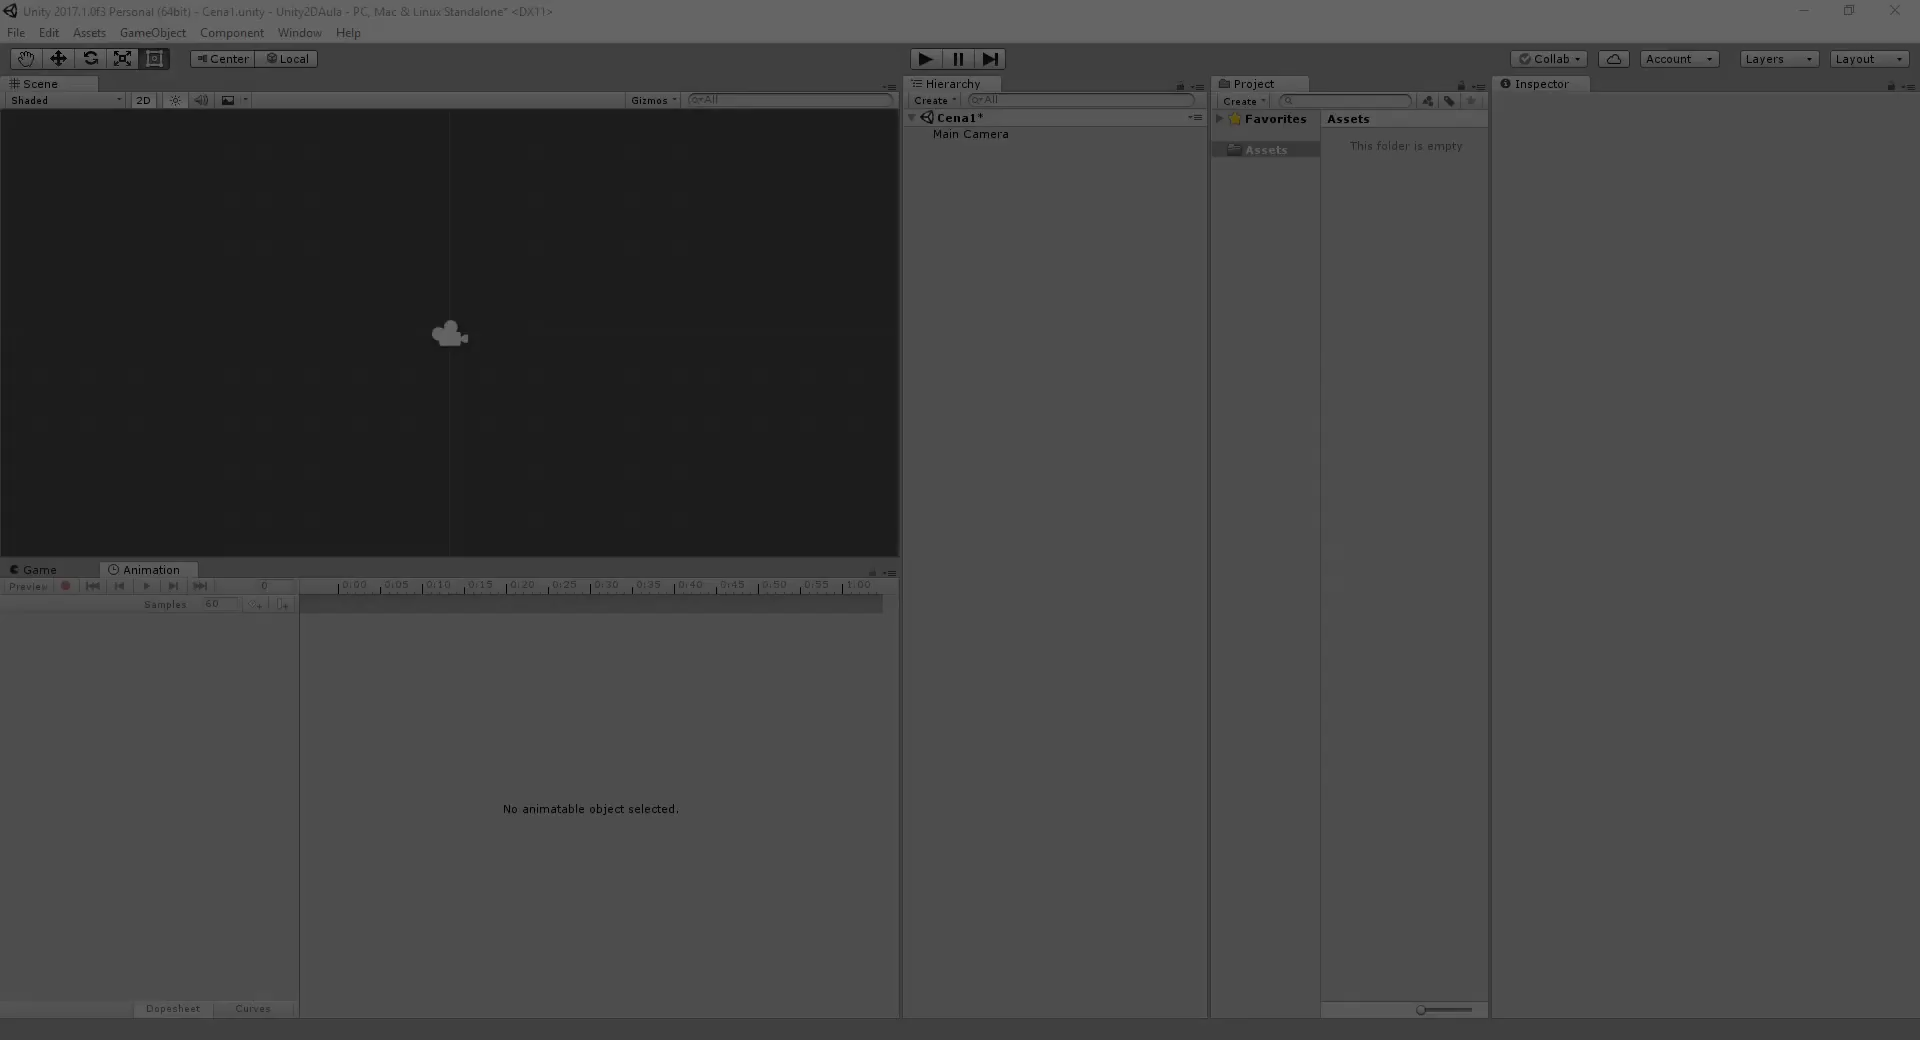 Unity 2017.1.0f3 Personal (64bit) - Cena1.unity - Unity2DAula - PC, Mac & Linux Standalone* <DX11>
File Edit Assets GameObject Component Window Help
Center Local
Collab Account Layers Layout
Scene
Shaded 2D Gizmos All
Hierarchy
Create All
Cena1*
Main Camera
Project
Create
Favorites
Assets
Assets
This folder is empty
Inspector
Game Animation
Preview 0 0:00 0:05 0:10 0:15 0:20 0:25 0:30 0:35 0:40 0:45 0:50 0:55 1:00
Samples 60
No animatable object selected.
Dopesheet Curves